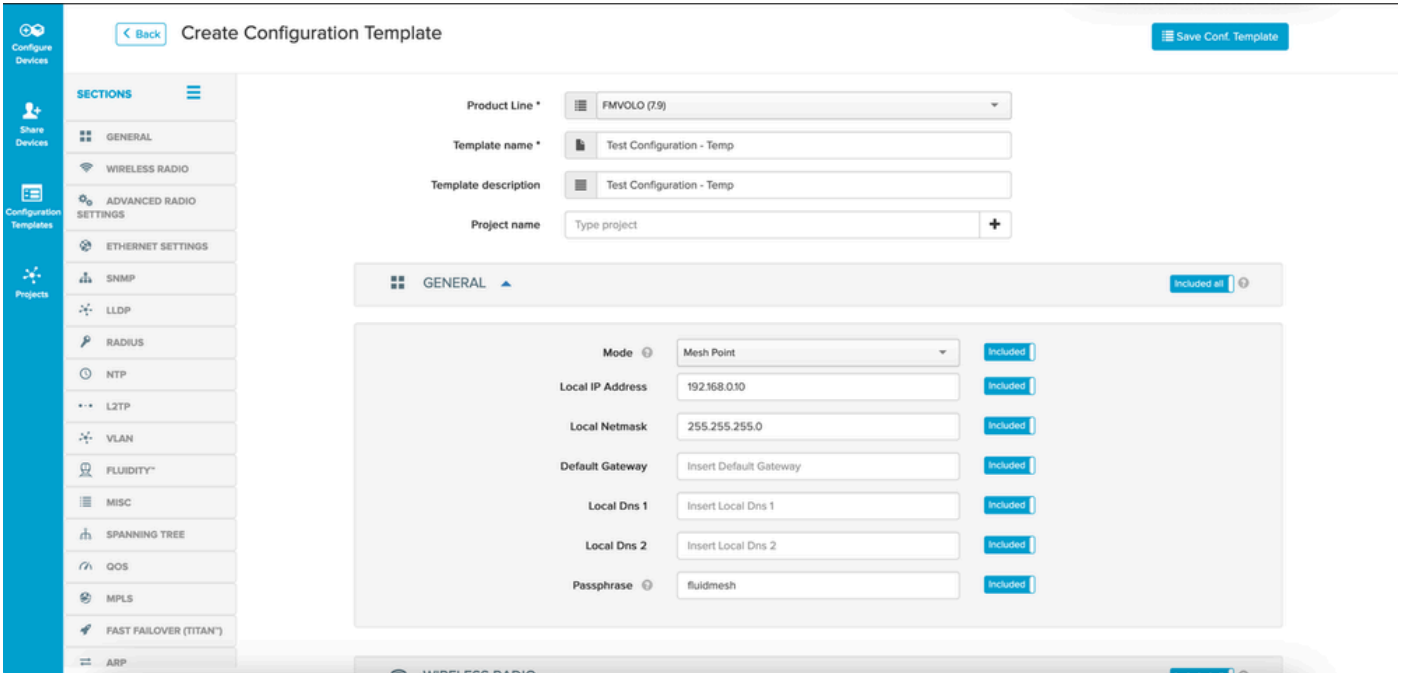 Configure
Devices
Share
Devices
Configuration
Templates
Projects
Back
Create Configuration Template
Save Conf. Template
SECTIONS
GENERAL
WIRELESS RADIO
ADVANCED RADIO
SETTINGS
ETHERNET SETTINGS
SNMP
LLDP
RADIUS
NTP
L2TP
VLAN
FLUIDITY™
MISC
SPANNING TREE
QOS
MPLS
FAST FAILOVER (TITAN™)
ARP
Product Line * FMVOLO (7.9)
Template name * Test Configuration - Temp
Template description Test Configuration - Temp
Project name Type project +
GENERAL Included all ?
Mode ? Mesh Point Included
Local IP Address 192.168.0.10 Included
Local Netmask 255.255.255.0 Included
Default Gateway Insert Default Gateway Included
Local Dns 1 Insert Local Dns 1 Included
Local Dns 2 Insert Local Dns 2 Included
Passphrase ? fluidmesh Included
WIRELESS RADIO